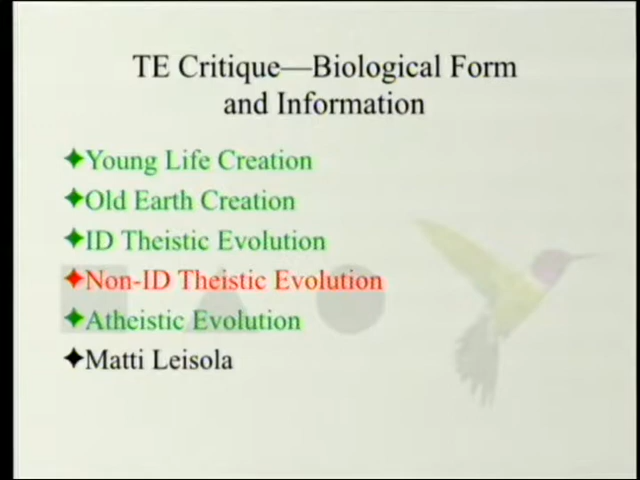 TE Critique—Biological Form
and Information
Young Life Creation
Old Earth Creation
ID Theistic Evolution
Non-ID Theistic Evolution
Atheistic Evolution
Matti Leisola